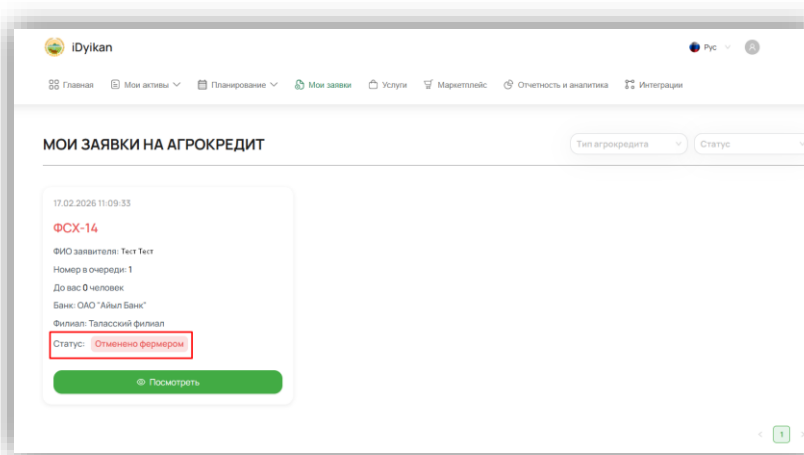 iDyikan
Рус
Главная Мои активы Планирование Мои заявки Услуги Маркетплейс Отчетность и аналитика Интеграции
МОИ ЗАЯВКИ НА АГРОКРЕДИТ
Тип агрокредита Статус
17.02.2026 11:09:33
ФСХ-14
ФИО заявителя: Тест Тест
Номер в очереди: 1
До вас 0 человек
Банк: ОАО "Айыл Банк"
Филиал: Таласский филиал
Статус: Отменено фермером
Посмотреть
1